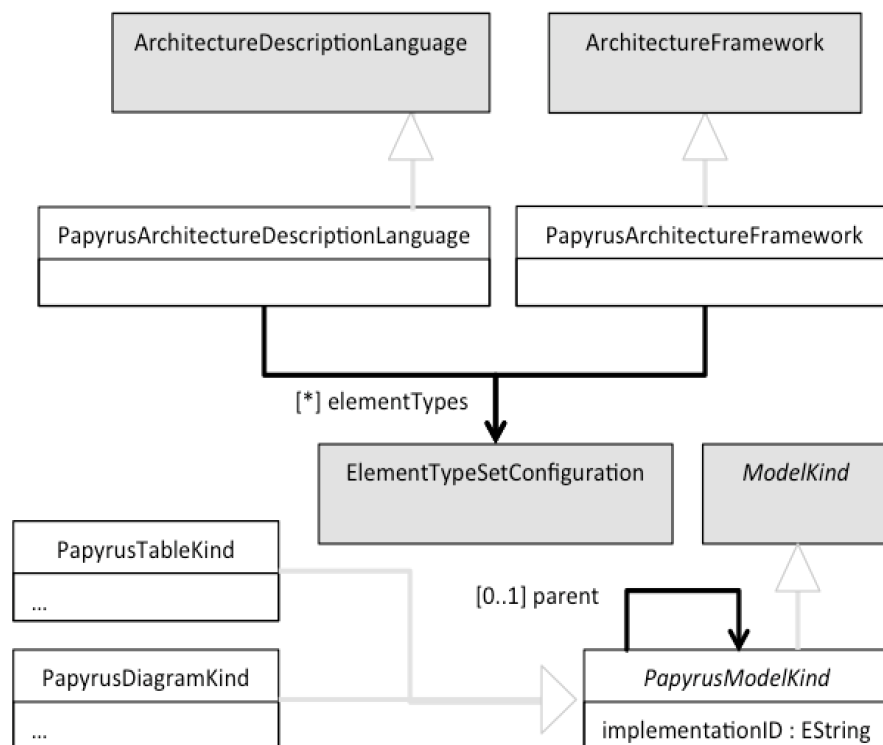 ArchitectureDescriptionLanguage
ArchitectureFramework
PapyrusArchitectureDescriptionLanguage
PapyrusArchitectureFramework
[*] elementTypes
ElementTypeSetConfiguration
ModelKind
PapyrusTableKind
...
[0..1] parent
PapyrusDiagramKind
...
PapyrusModelKind
implementationID : EString